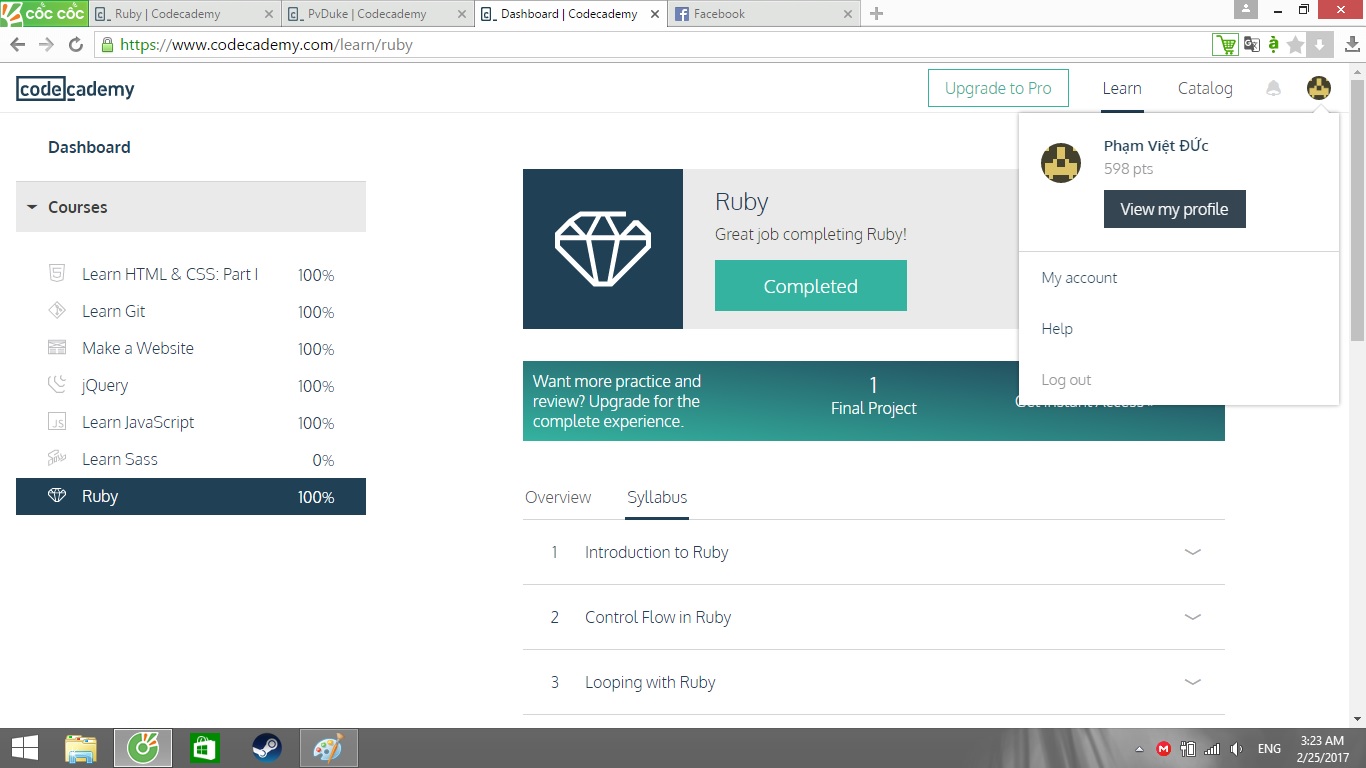 cốc cốc
Ruby | Codecademy
PvDuke | Codecademy
Dashboard | Codecademy
Facebook
https://www.codecademy.com/learn/ruby
codecademy
Upgrade to Pro
Learn
Catalog
Dashboard
Courses
Learn HTML & CSS: Part I 100%
Learn Git 100%
Make a Website 100%
jQuery 100%
JS Learn JavaScript 100%
Learn Sass 0%
Ruby 100%
Ruby
Great job completing Ruby!
Completed
Want more practice and
review? Upgrade for the
complete experience.
1
Final Project
Get Instant Access
Overview
Syllabus
1 Introduction to Ruby
2 Control Flow in Ruby
3 Looping with Ruby
Phạm Việt ĐỨc
598 pts
View my profile
My account
Help
Log out
ENG
3:23 AM
2/25/2017